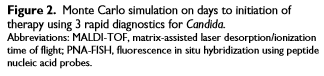 Figure 2. Monte Carlo simulation on days to initiation of
therapy using 3 rapid diagnostics for Candida.
Abbreviations: MALDI-TOF, matrix-assisted laser desorption/ionization
time of flight; PNA-FISH, fluorescence in situ hybridization using peptide
nucleic acid probes.